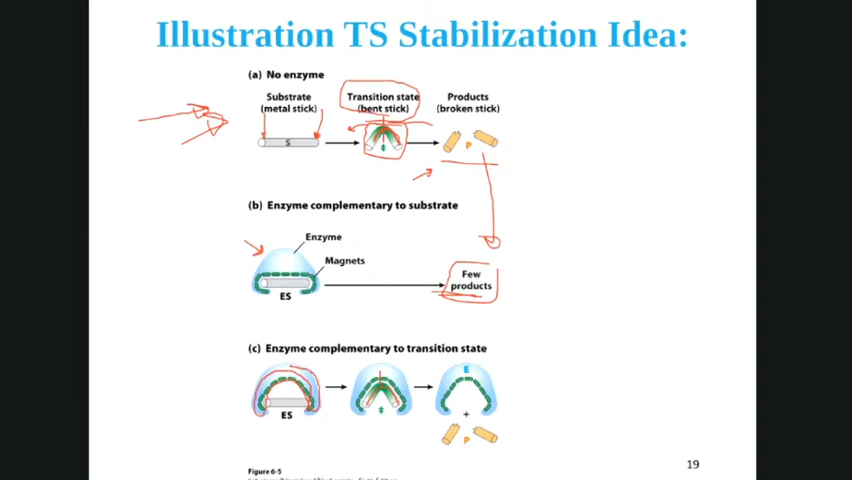 Illustration TS Stabilization Idea:
(a) No enzyme
Substrate
(metal stick)
Transition state
(bent stick)
Products
(broken stick)
S
‡
P
(b) Enzyme complementary to substrate
Enzyme
Magnets
ES
Few
products
(c) Enzyme complementary to transition state
E
ES
‡
+
P
19
Figure 6-5